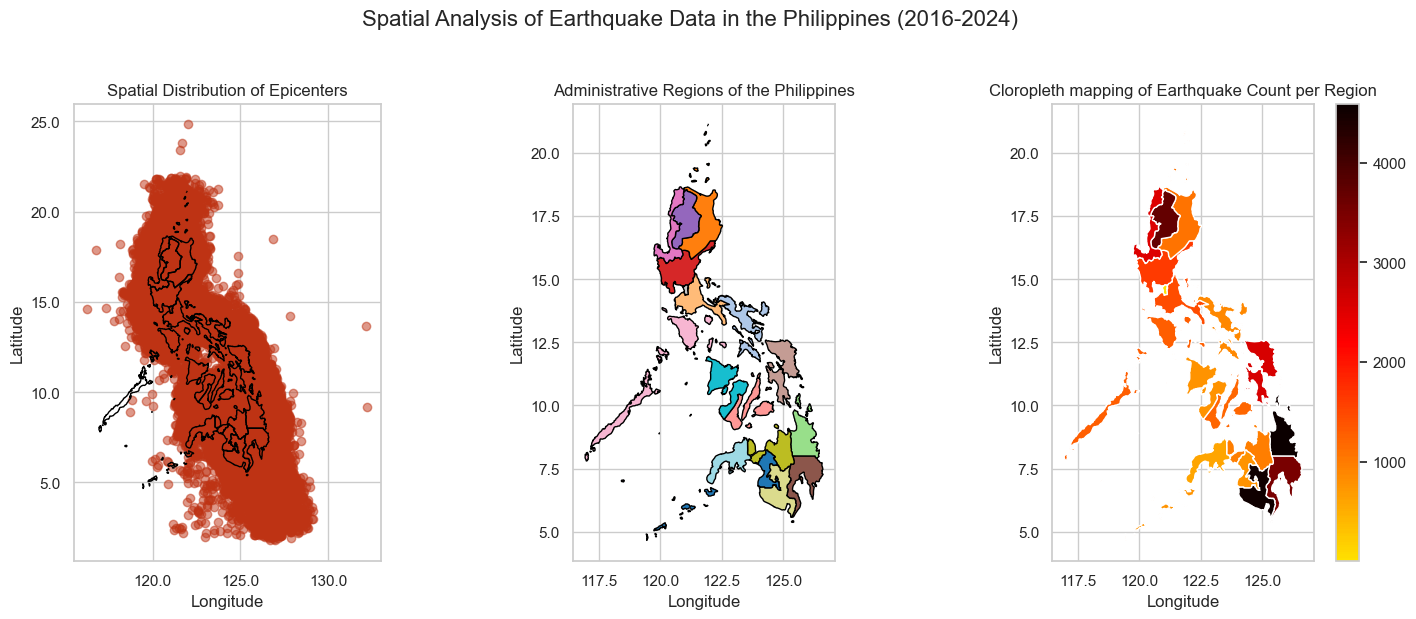 Spatial Analysis of Earthquake Data in the Philippines (2016-2024)
Spatial Distribution of Epicenters
25.0
20.0
15.0
10.0
5.0
Latitude
120.0 125.0 130.0
Longitude
Administrative Regions of the Philippines
20.0
17.5
15.0
12.5
10.0
7.5
5.0
Latitude
117.5 120.0 122.5 125.0
Longitude
Cloropleth mapping of Earthquake Count per Region
20.0
17.5
15.0
12.5
10.0
7.5
5.0
Latitude
117.5 120.0 122.5 125.0
Longitude
4000
3000
2000
1000